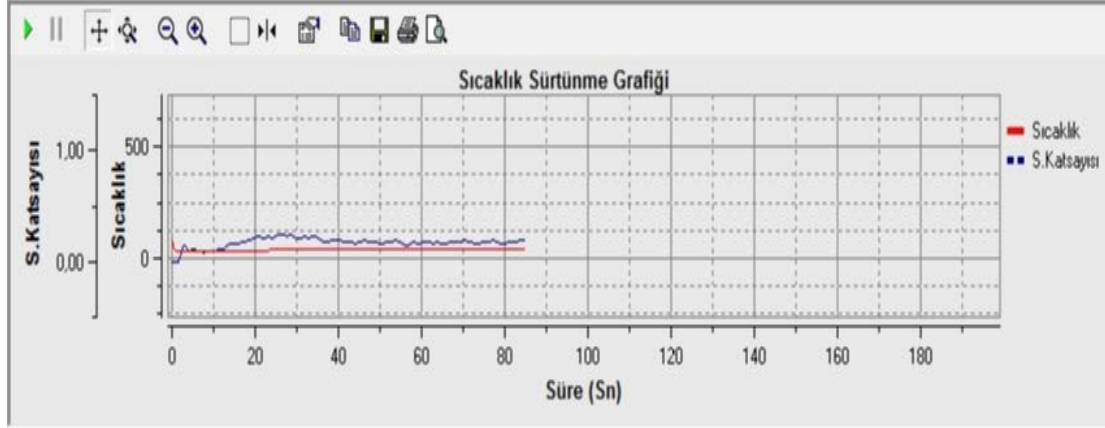 Sıcaklık Sürtünme Grafiği
S.Katsayısı
1,00
0,00
Sıcaklık
500
0
Sıcaklık
S.Katsayısı
0 20 40 60 80 100 120 140 160 180
Süre (Sn)